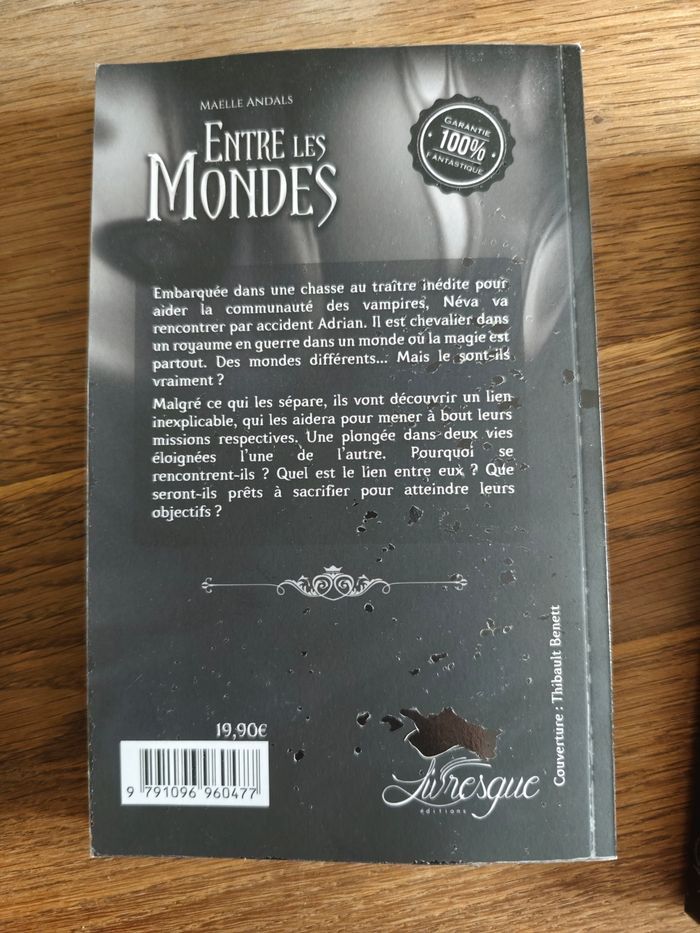 MAËLLE ANDALS
ENTRE LES
MONDES
GARANTIE
100%
FANTASTIQUE
Embarquée dans une chasse au traître inédite pour
aider la communauté des vampires, Néva va
rencontrer par accident Adrian. Il est chevalier dans
un royaume en guerre dans un monde où la magie est
partout. Des mondes différents... Mais le sont-ils
vraiment ?
Malgré ce qui les sépare, ils vont découvrir un lien
inexplicable, qui les aidera pour mener à bout leurs
missions respectives. Une plongée dans deux vies
éloignées l'une de l'autre. Pourquoi se
rencontrent-ils ? Quel est le lien entre eux ? Que
seront-ils prêts à sacrifier pour atteindre leurs
objectifs ?
19,90€
9 791096 960477
Livresque
éditions
Couverture : Thibault Benett